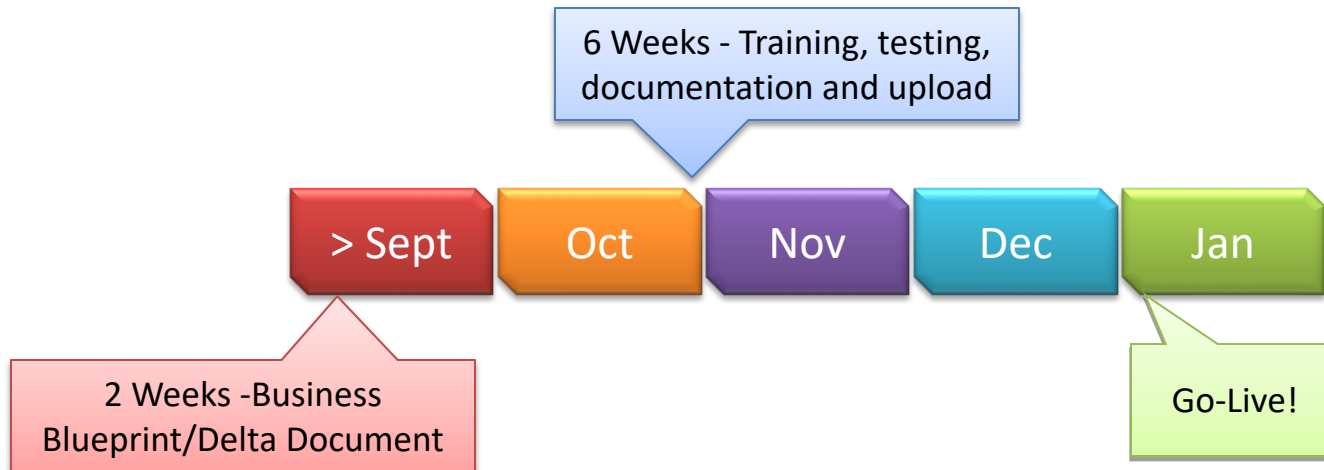 6 Weeks - Training, testing,
documentation and upload
> Sept
Oct
Nov
Dec
Jan
2 Weeks -Business
Blueprint/Delta Document
Go-Live!